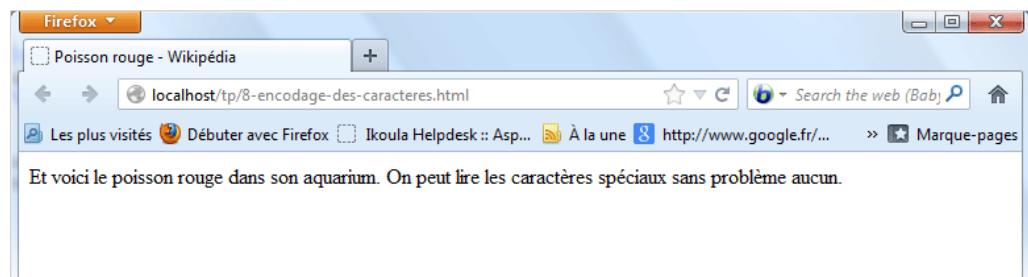 Firefox
Poisson rouge - Wikipédia
localhost/tp/8-encodage-des-caracteres.html
Search the web (Bab
Les plus visités Débuter avec Firefox Ikoula Helpdesk :: Asp... À la une 8 http://www.google.fr/... » Marque-pages
Et voici le poisson rouge dans son aquarium. On peut lire les caractères spéciaux sans problème aucun.